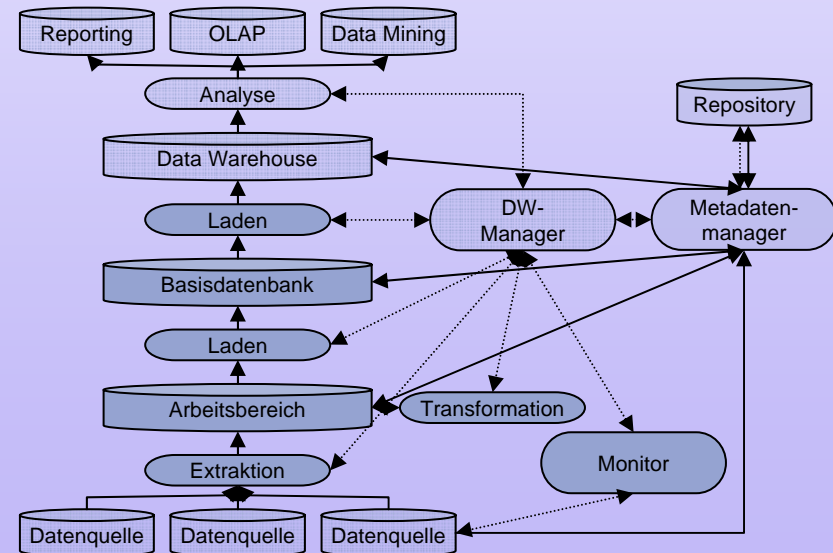 Reporting
OLAP
Data Mining
Analyse
Repository
Data Warehouse
Laden
DW-
Manager
Metadaten-
manager
Basisdatenbank
Laden
Arbeitsbereich
Transformation
Extraktion
Monitor
Datenquelle
Datenquelle
Datenquelle